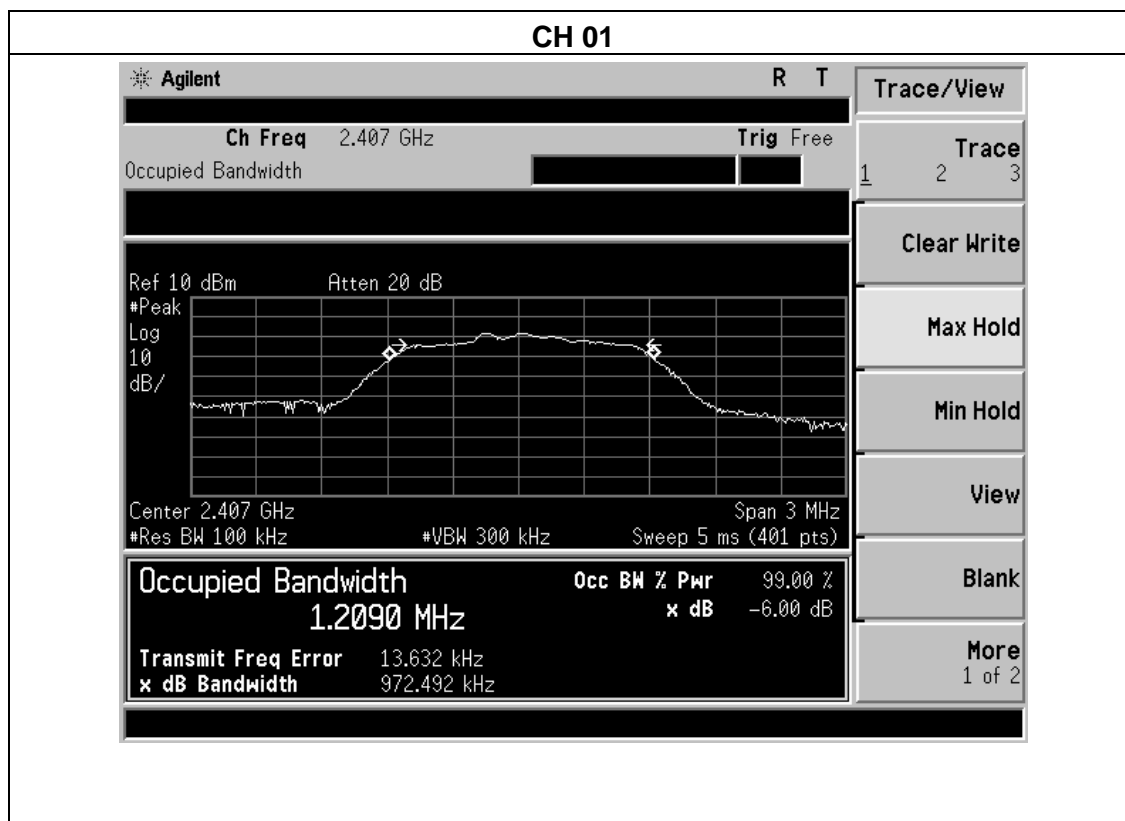 CH 01
Agilent R T
Trace/View
Ch Freq 2.407 GHz Trig Free
Occupied Bandwidth
Trace
1 2 3
Clear Write
Ref 10 dBm Atten 20 dB
#Peak
Log
10
dB/
Max Hold
Min Hold
View
Center 2.407 GHz Span 3 MHz
#Res BW 100 kHz #VBW 300 kHz Sweep 5 ms (401 pts)
Occupied Bandwidth
1.2090 MHz
Occ BW % Pwr 99.00 %
x dB -6.00 dB
Blank
Transmit Freq Error 13.632 kHz
x dB Bandwidth 972.492 kHz
More
1 of 2